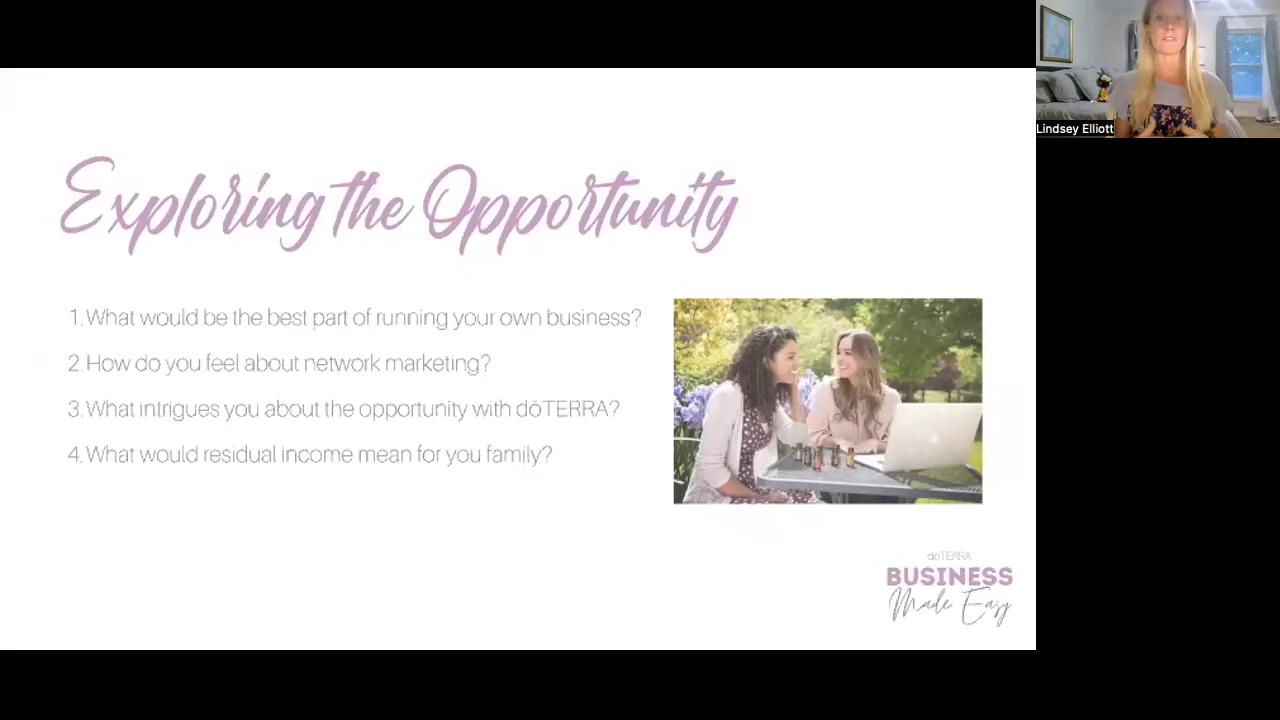 Lindsey Elliott
Exploring the Opportunity
1. What would be the best part of running your own business?
2. How do you feel about network marketing?
3. What intrigues you about the opportunity with dōTERRA?
4. What would residual income mean for you family?
dōTERRA
BUSINESS
Made Easy